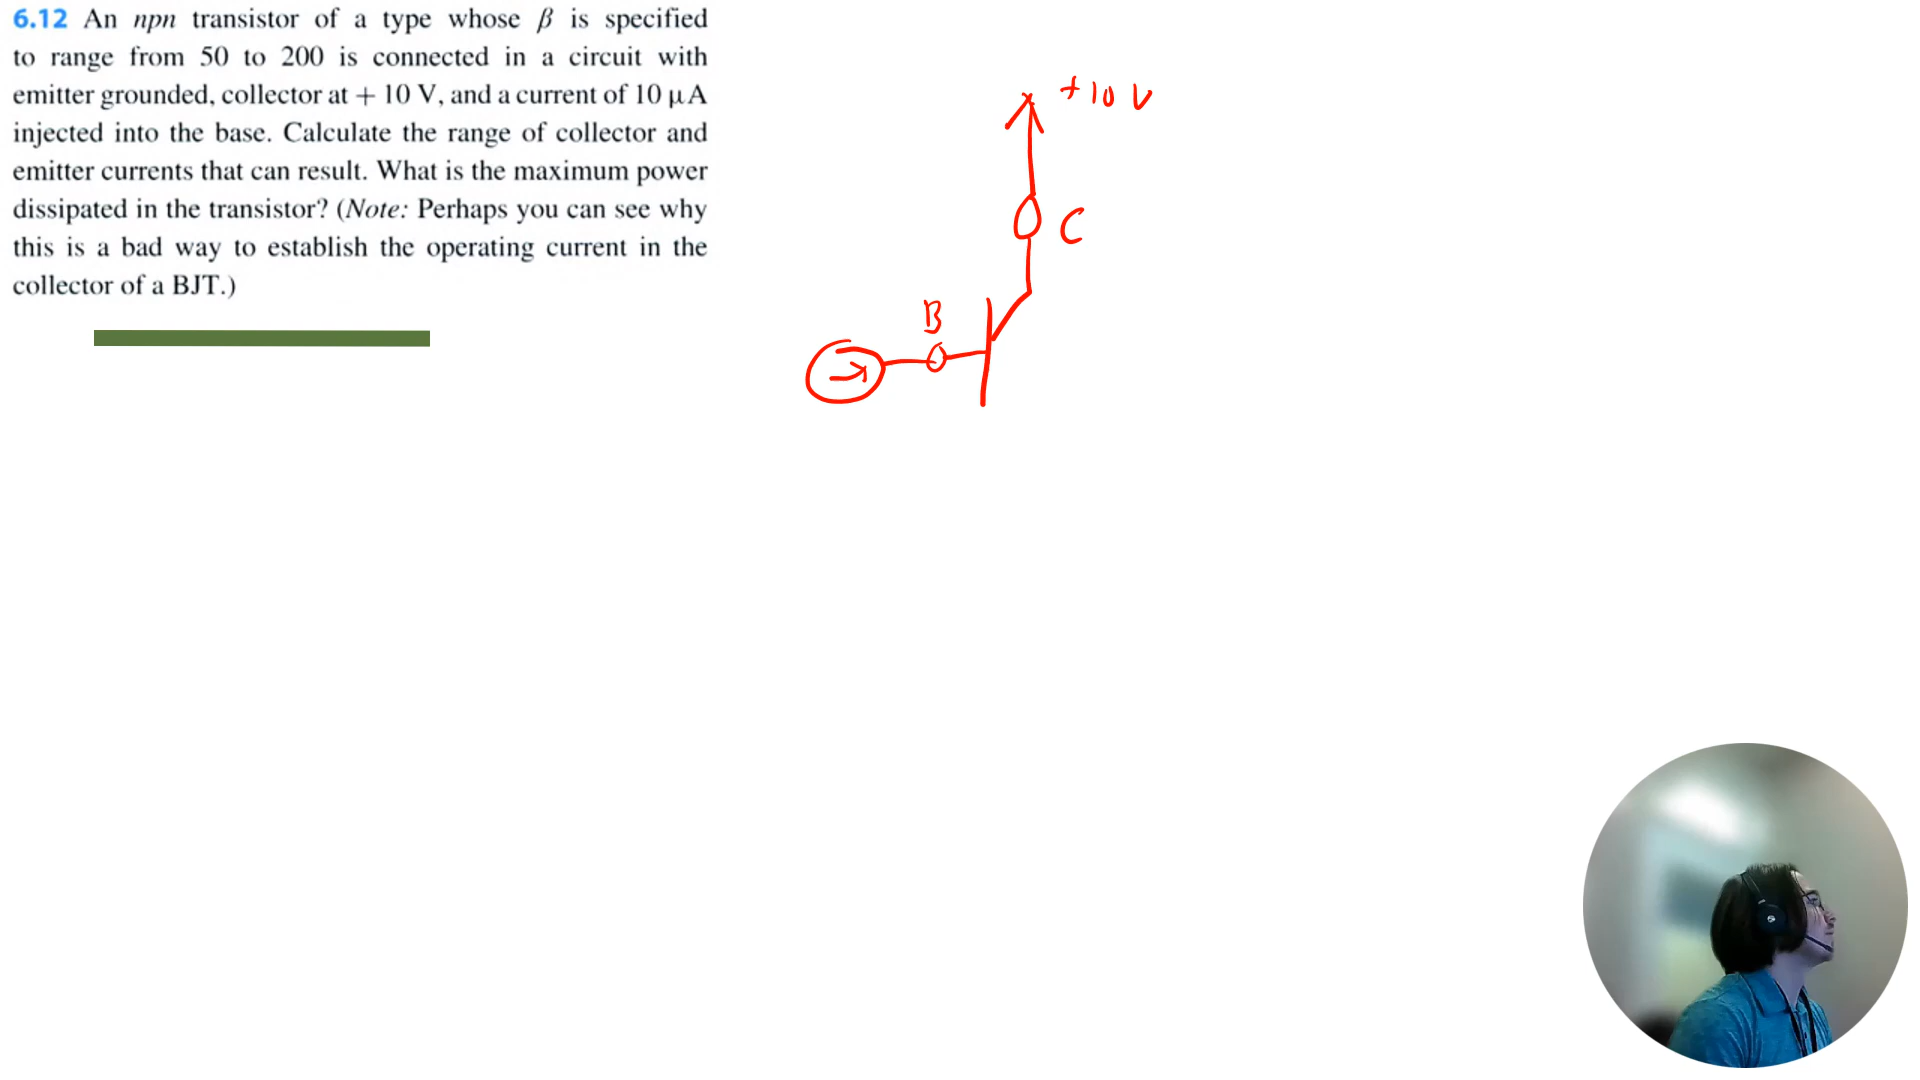 6.12 An npn transistor of a type whose β is specified
to range from 50 to 200 is connected in a circuit with
emitter grounded, collector at + 10 V, and a current of 10 μA
injected into the base. Calculate the range of collector and
emitter currents that can result. What is the maximum power
dissipated in the transistor? (Note: Perhaps you can see why
this is a bad way to establish the operating current in the
collector of a BJT.)
+10 V
C
B